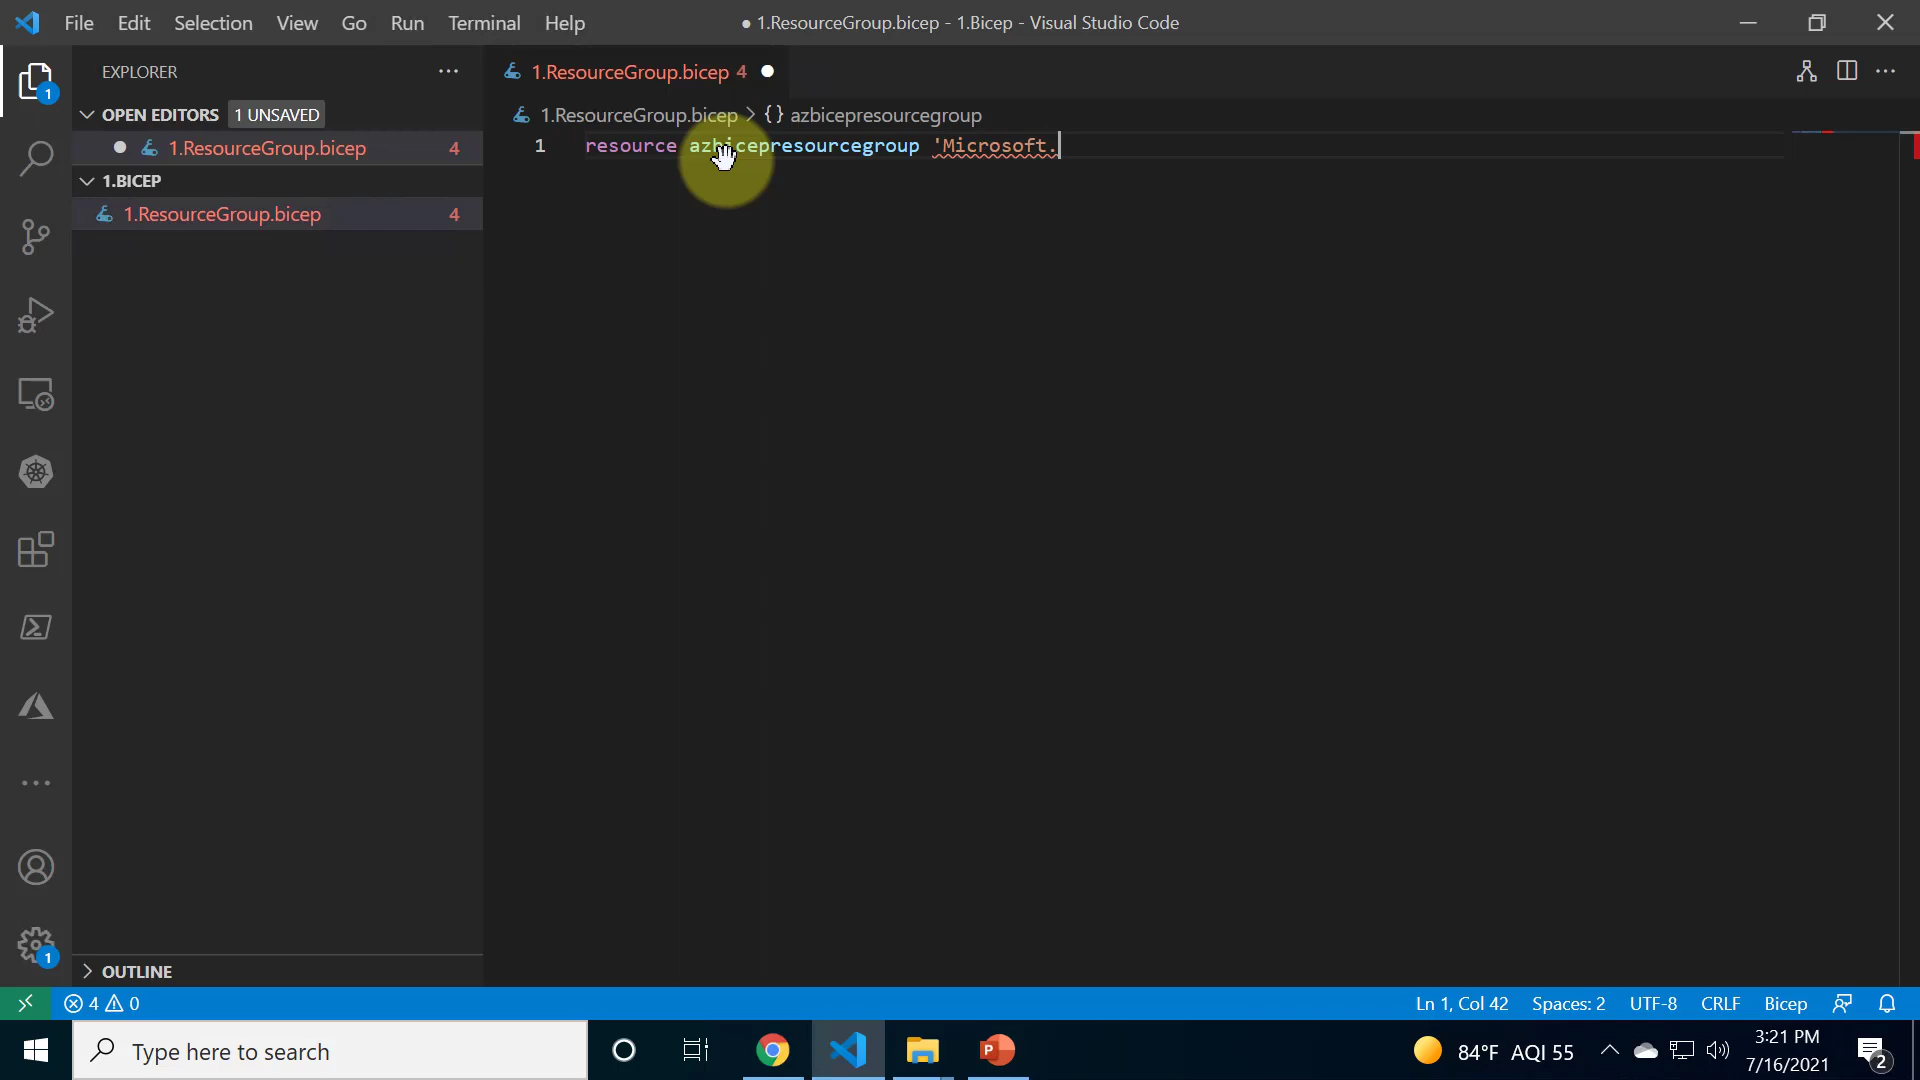 File Edit Selection View Go Run Terminal Help
● 1.ResourceGroup.bicep - 1.Bicep - Visual Studio Code
EXPLORER
OPEN EDITORS 1 UNSAVED
1.ResourceGroup.bicep 4
1.BICEP
1.ResourceGroup.bicep 4
OUTLINE
1
1
1.ResourceGroup.bicep 4
1.ResourceGroup.bicep > {} azbicepresourcegroup
1 resource azbicepresourcegroup 'Microsoft.
4 0
Ln 1, Col 42 Spaces: 2 UTF-8 CRLF Bicep
Type here to search
P
84°F AQI 55
3:21 PM
7/16/2021
2